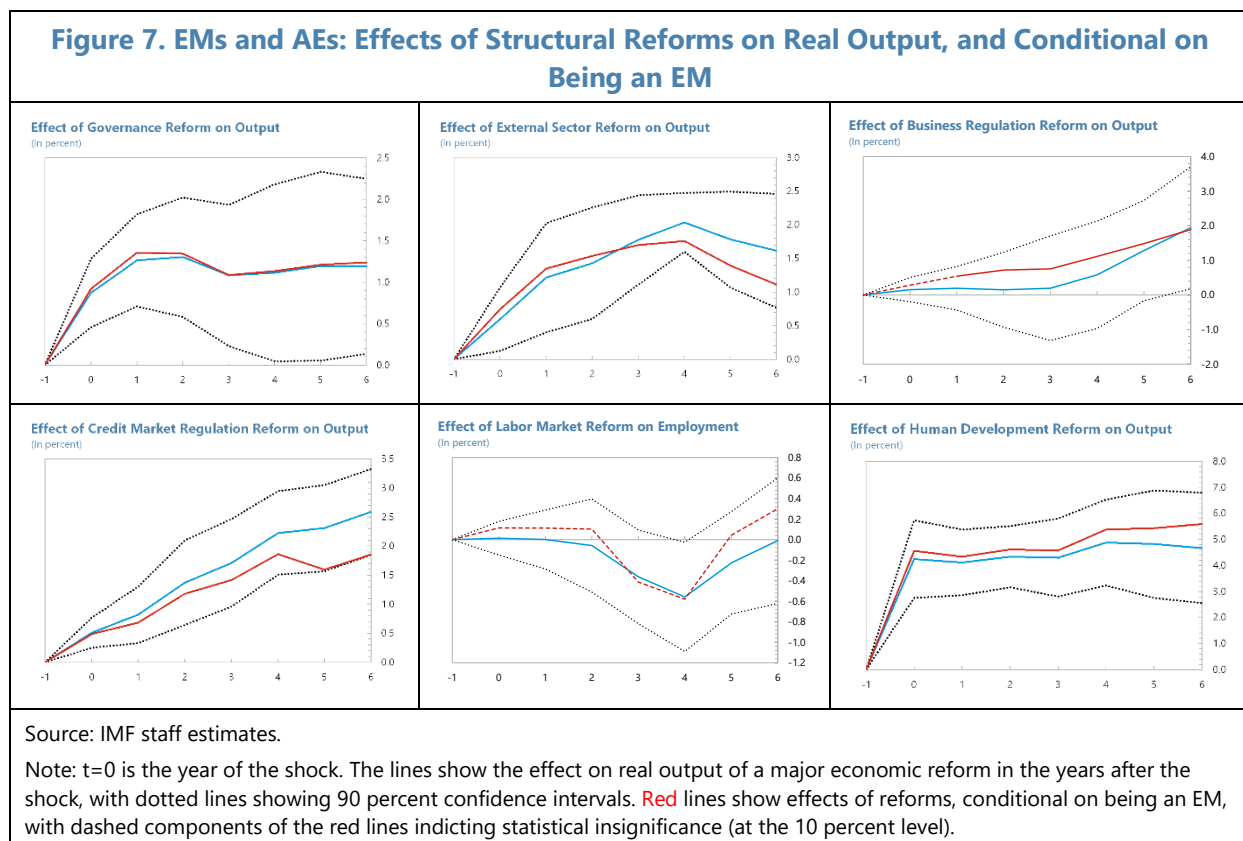 Figure 7. EMs and AEs: Effects of Structural Reforms on Real Output, and Conditional on
Being an EM
Effect of Governance Reform on Output
(In percent)
2.5
2.0
1.5
1.0
0.5
0.0
-1 0 1 2 3 4 5 6
Effect of External Sector Reform on Output
(In percent)
3.0
2.5
2.0
1.5
1.0
0.5
0.0
-1 0 1 2 3 4 5 6
Effect of Business Regulation Reform on Output
(In percent)
4.0
3.0
2.0
1.0
0.0
-1.0
-2.0
-1 0 1 2 3 4 5 6
Effect of Credit Market Regulation Reform on Output
(In percent)
3.5
3.0
2.5
2.0
1.5
1.0
0.5
0.0
-1 0 1 2 3 4 5 6
Effect of Labor Market Reform on Employment
(In percent)
0.8
0.6
0.4
0.2
0.0
-0.2
-0.4
-0.6
-0.8
-1.0
-1.2
-1 0 1 2 3 4 5 6
Effect of Human Development Reform on Output
(In percent)
8.0
7.0
6.0
5.0
4.0
3.0
2.0
1.0
0.0
-1 0 1 2 3 4 5 6
Source: IMF staff estimates.
Note: t=0 is the year of the shock. The lines show the effect on real output of a major economic reform in the years after the
shock, with dotted lines showing 90 percent confidence intervals. Red lines show effects of reforms, conditional on being an EM,
with dashed components of the red lines indicting statistical insignificance (at the 10 percent level).